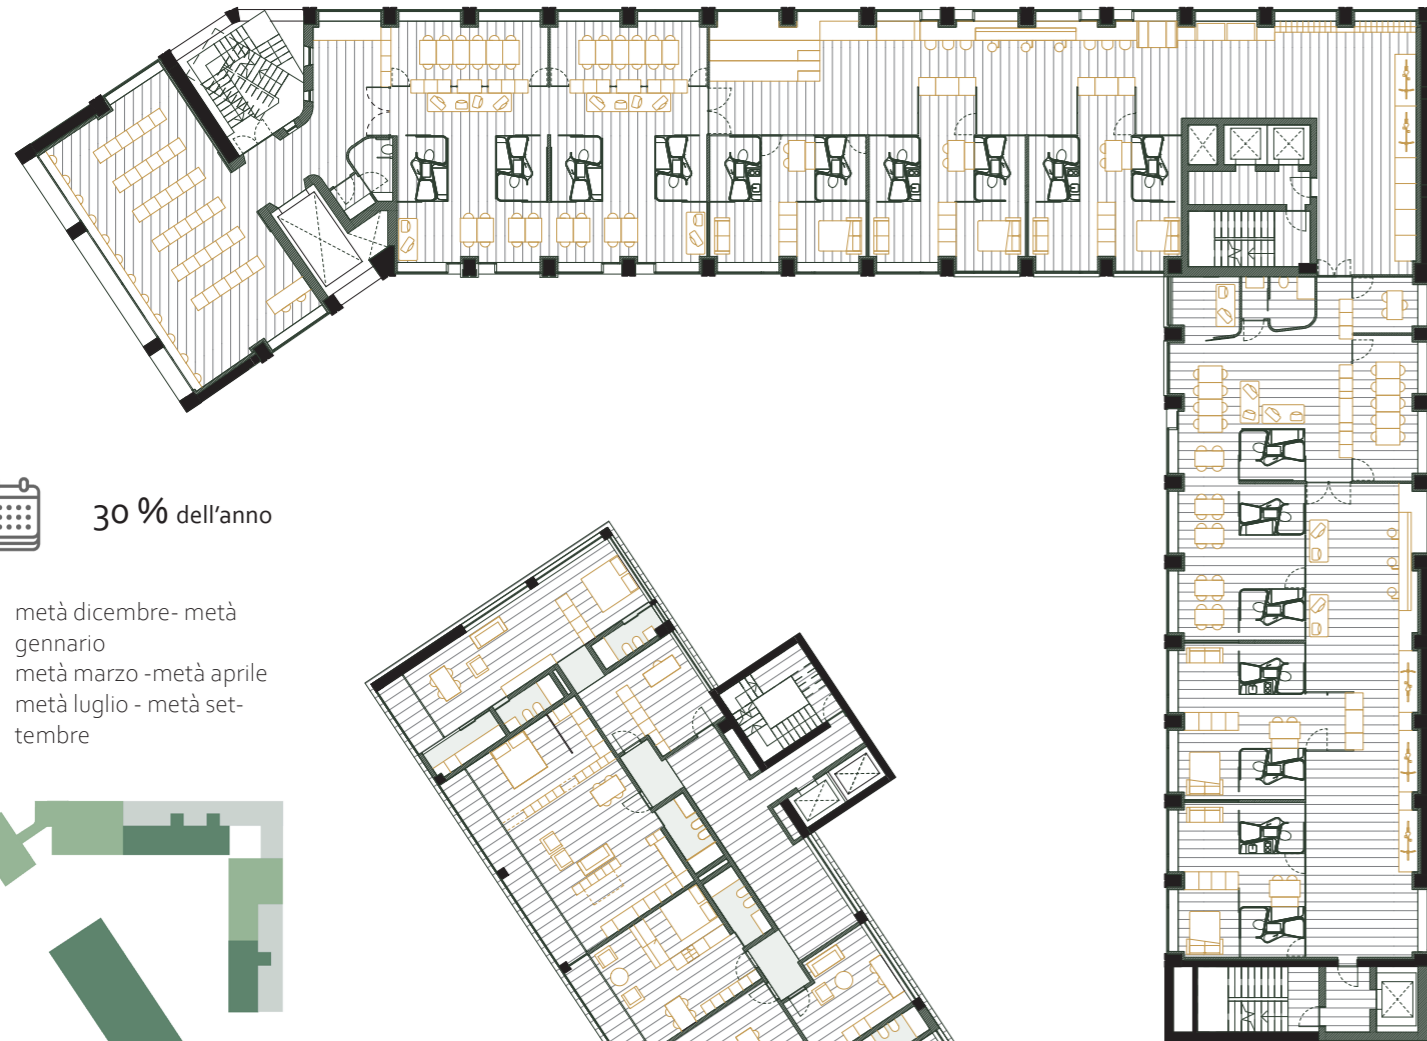 30 % dell'anno
metà dicembre- metà
gennario
metà marzo -metà aprile
metà luglio - metà set-
tembre